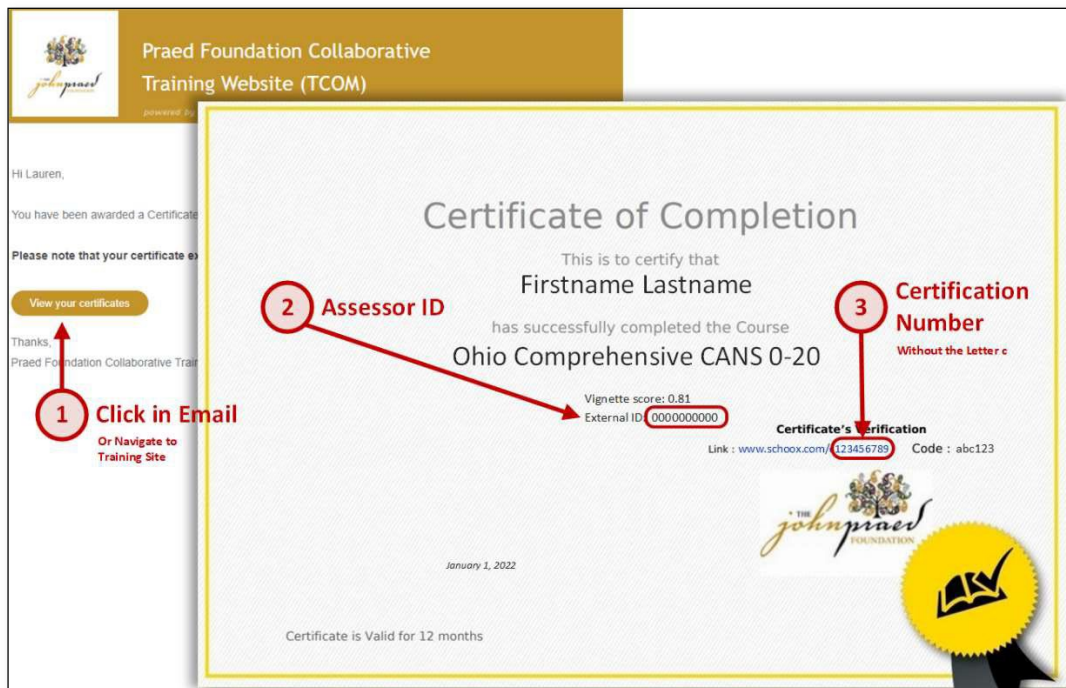 Praed Foundation Collaborative
Training Website (TCOM)
powered by
THE
johnpraed
FOUNDATION
Hi Lauren,
You have been awarded a Certificate
Please note that your certificate ex
View your certificates
Thanks,
Praed Foundation Collaborative Train
1 Click in Email
Or Navigate to
Training Site
Certificate of Completion
This is to certify that
Firstname Lastname
has successfully completed the Course
Ohio Comprehensive CANS 0-20
2 Assessor ID
3 Certification
Number
Without the Letter c
Vignette score: 0.81
External ID: 0000000000
Certificate's Verification
Link : www.schoox.com/ 123456789 Code : abc123
THE
johnpraed
FOUNDATION
January 1, 2022
Certificate is Valid for 12 months